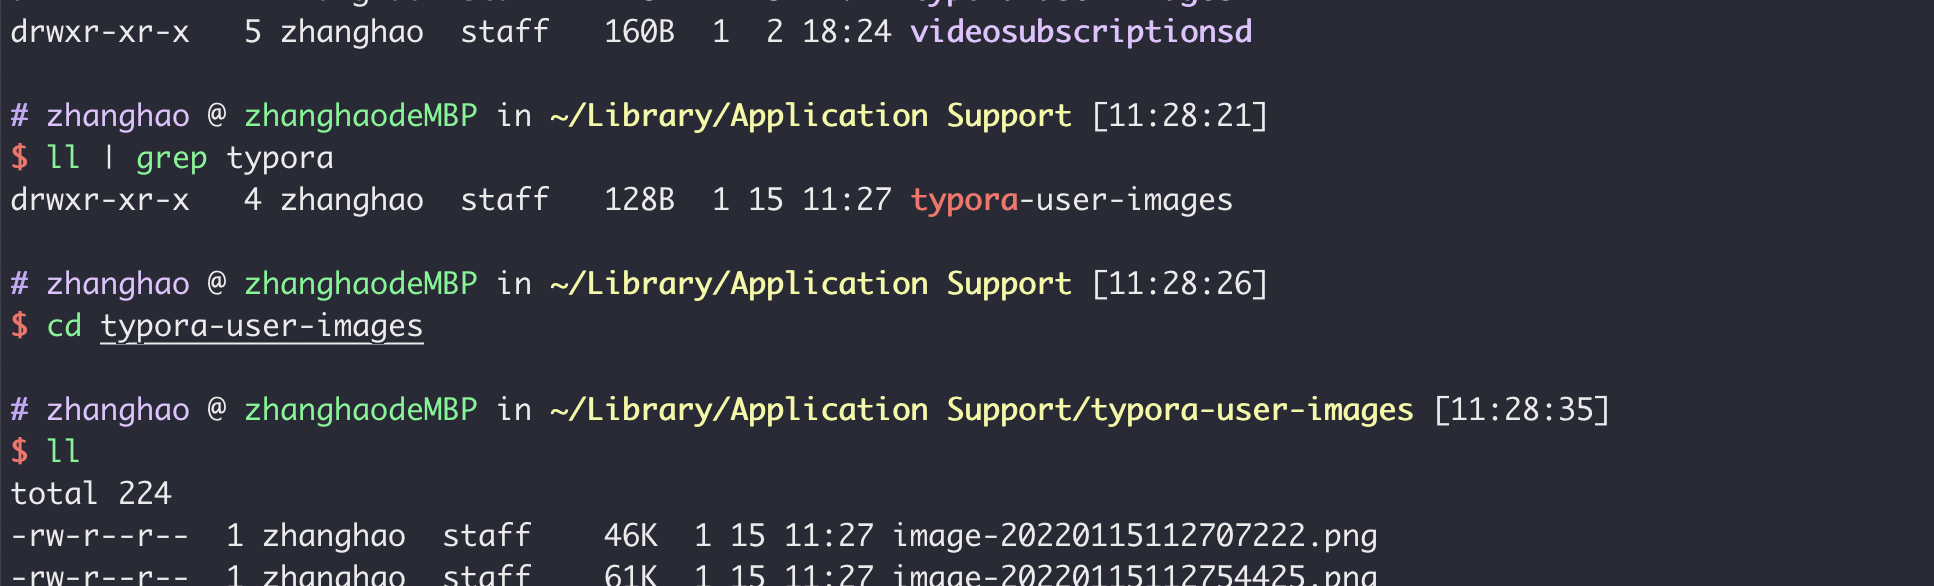 drwxr-xr-x   5 zhanghao  staff   160B  1  2 18:24 videosubscriptionsd
# zhanghao @ zhanghaodeMBP in ~/Library/Application Support [11:28:21]
$ ll | grep typora
drwxr-xr-x   4 zhanghao  staff   128B  1 15 11:27 typora-user-images
# zhanghao @ zhanghaodeMBP in ~/Library/Application Support [11:28:26]
$ cd typora-user-images
# zhanghao @ zhanghaodeMBP in ~/Library/Application Support/typora-user-images [11:28:35]
$ ll
total 224
-rw-r--r--  1 zhanghao  staff    46K  1 15 11:27 image-20220115112707222.png
-rw-r--r--  1 zhanghao  staff    61K  1 15 11:27 image-20220115112754425.png